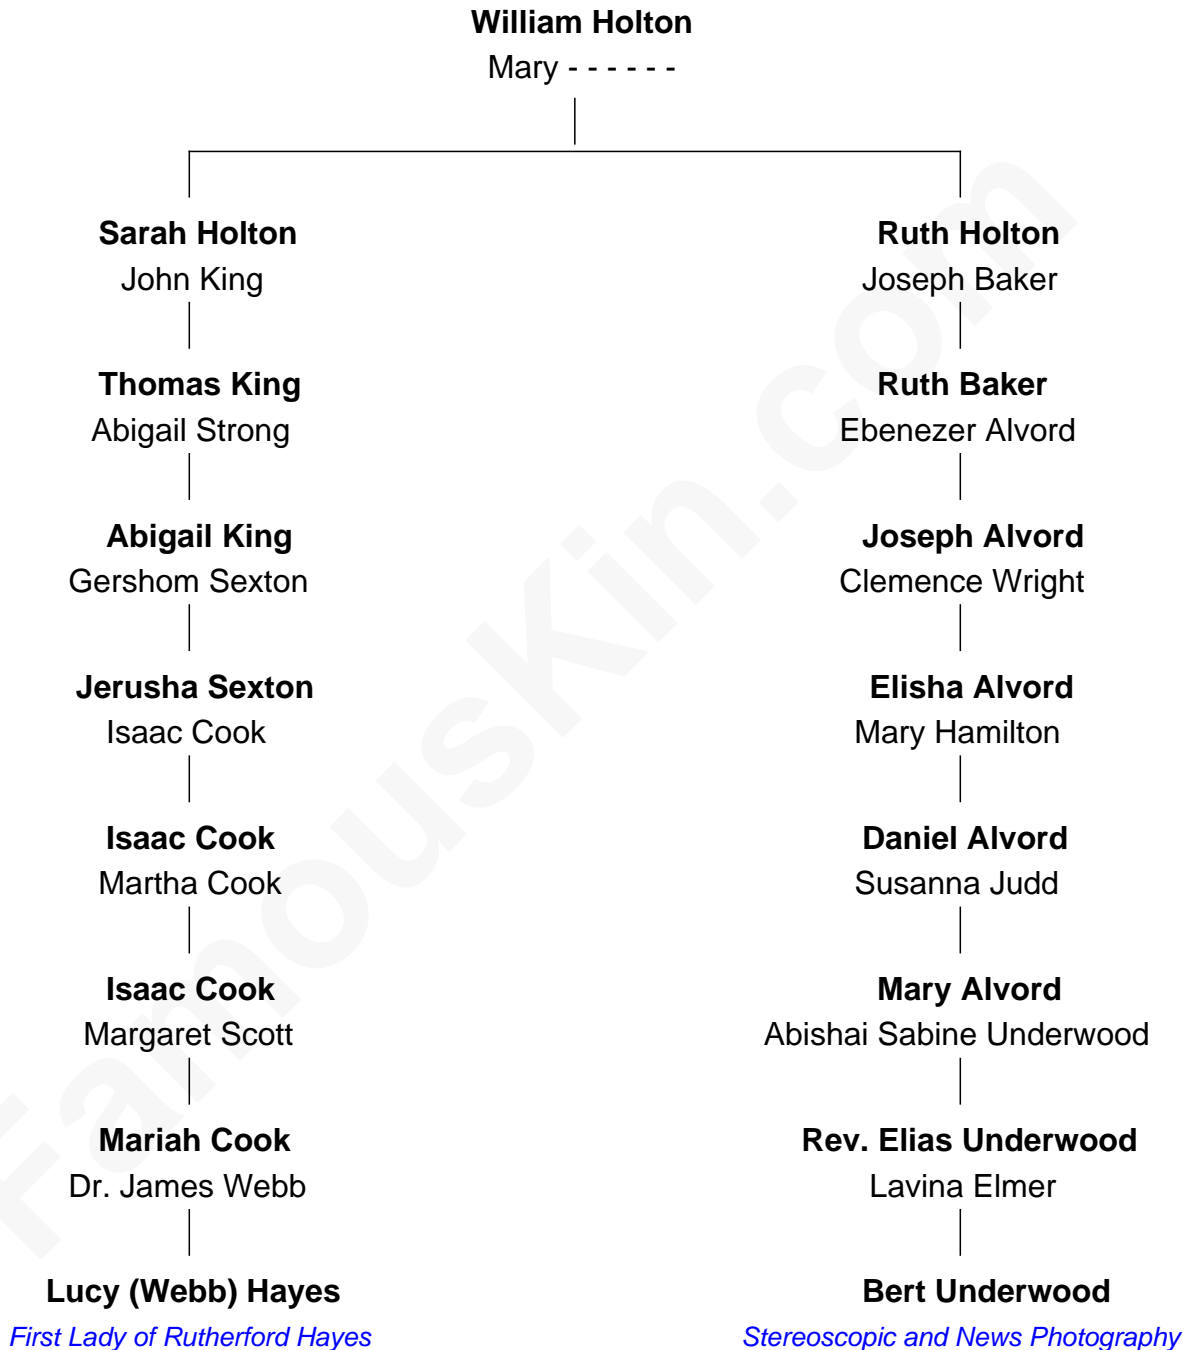 William Holton
Mary - - - - - -
Sarah Holton
John King
Ruth Holton
Joseph Baker
Thomas King
Abigail Strong
Ruth Baker
Ebenezer Alvord
Abigail King
Gershom Sexton
Joseph Alvord
Clemence Wright
Jerusha Sexton
Isaac Cook
Elisha Alvord
Mary Hamilton
Isaac Cook
Martha Cook
Daniel Alvord
Susanna Judd
Isaac Cook
Margaret Scott
Mary Alvord
Abishai Sabine Underwood
Mariah Cook
Dr. James Webb
Rev. Elias Underwood
Lavina Elmer
Lucy (Webb) Hayes
First Lady of Rutherford Hayes
Bert Underwood
Stereoscopic and News Photography
FamousKin.com